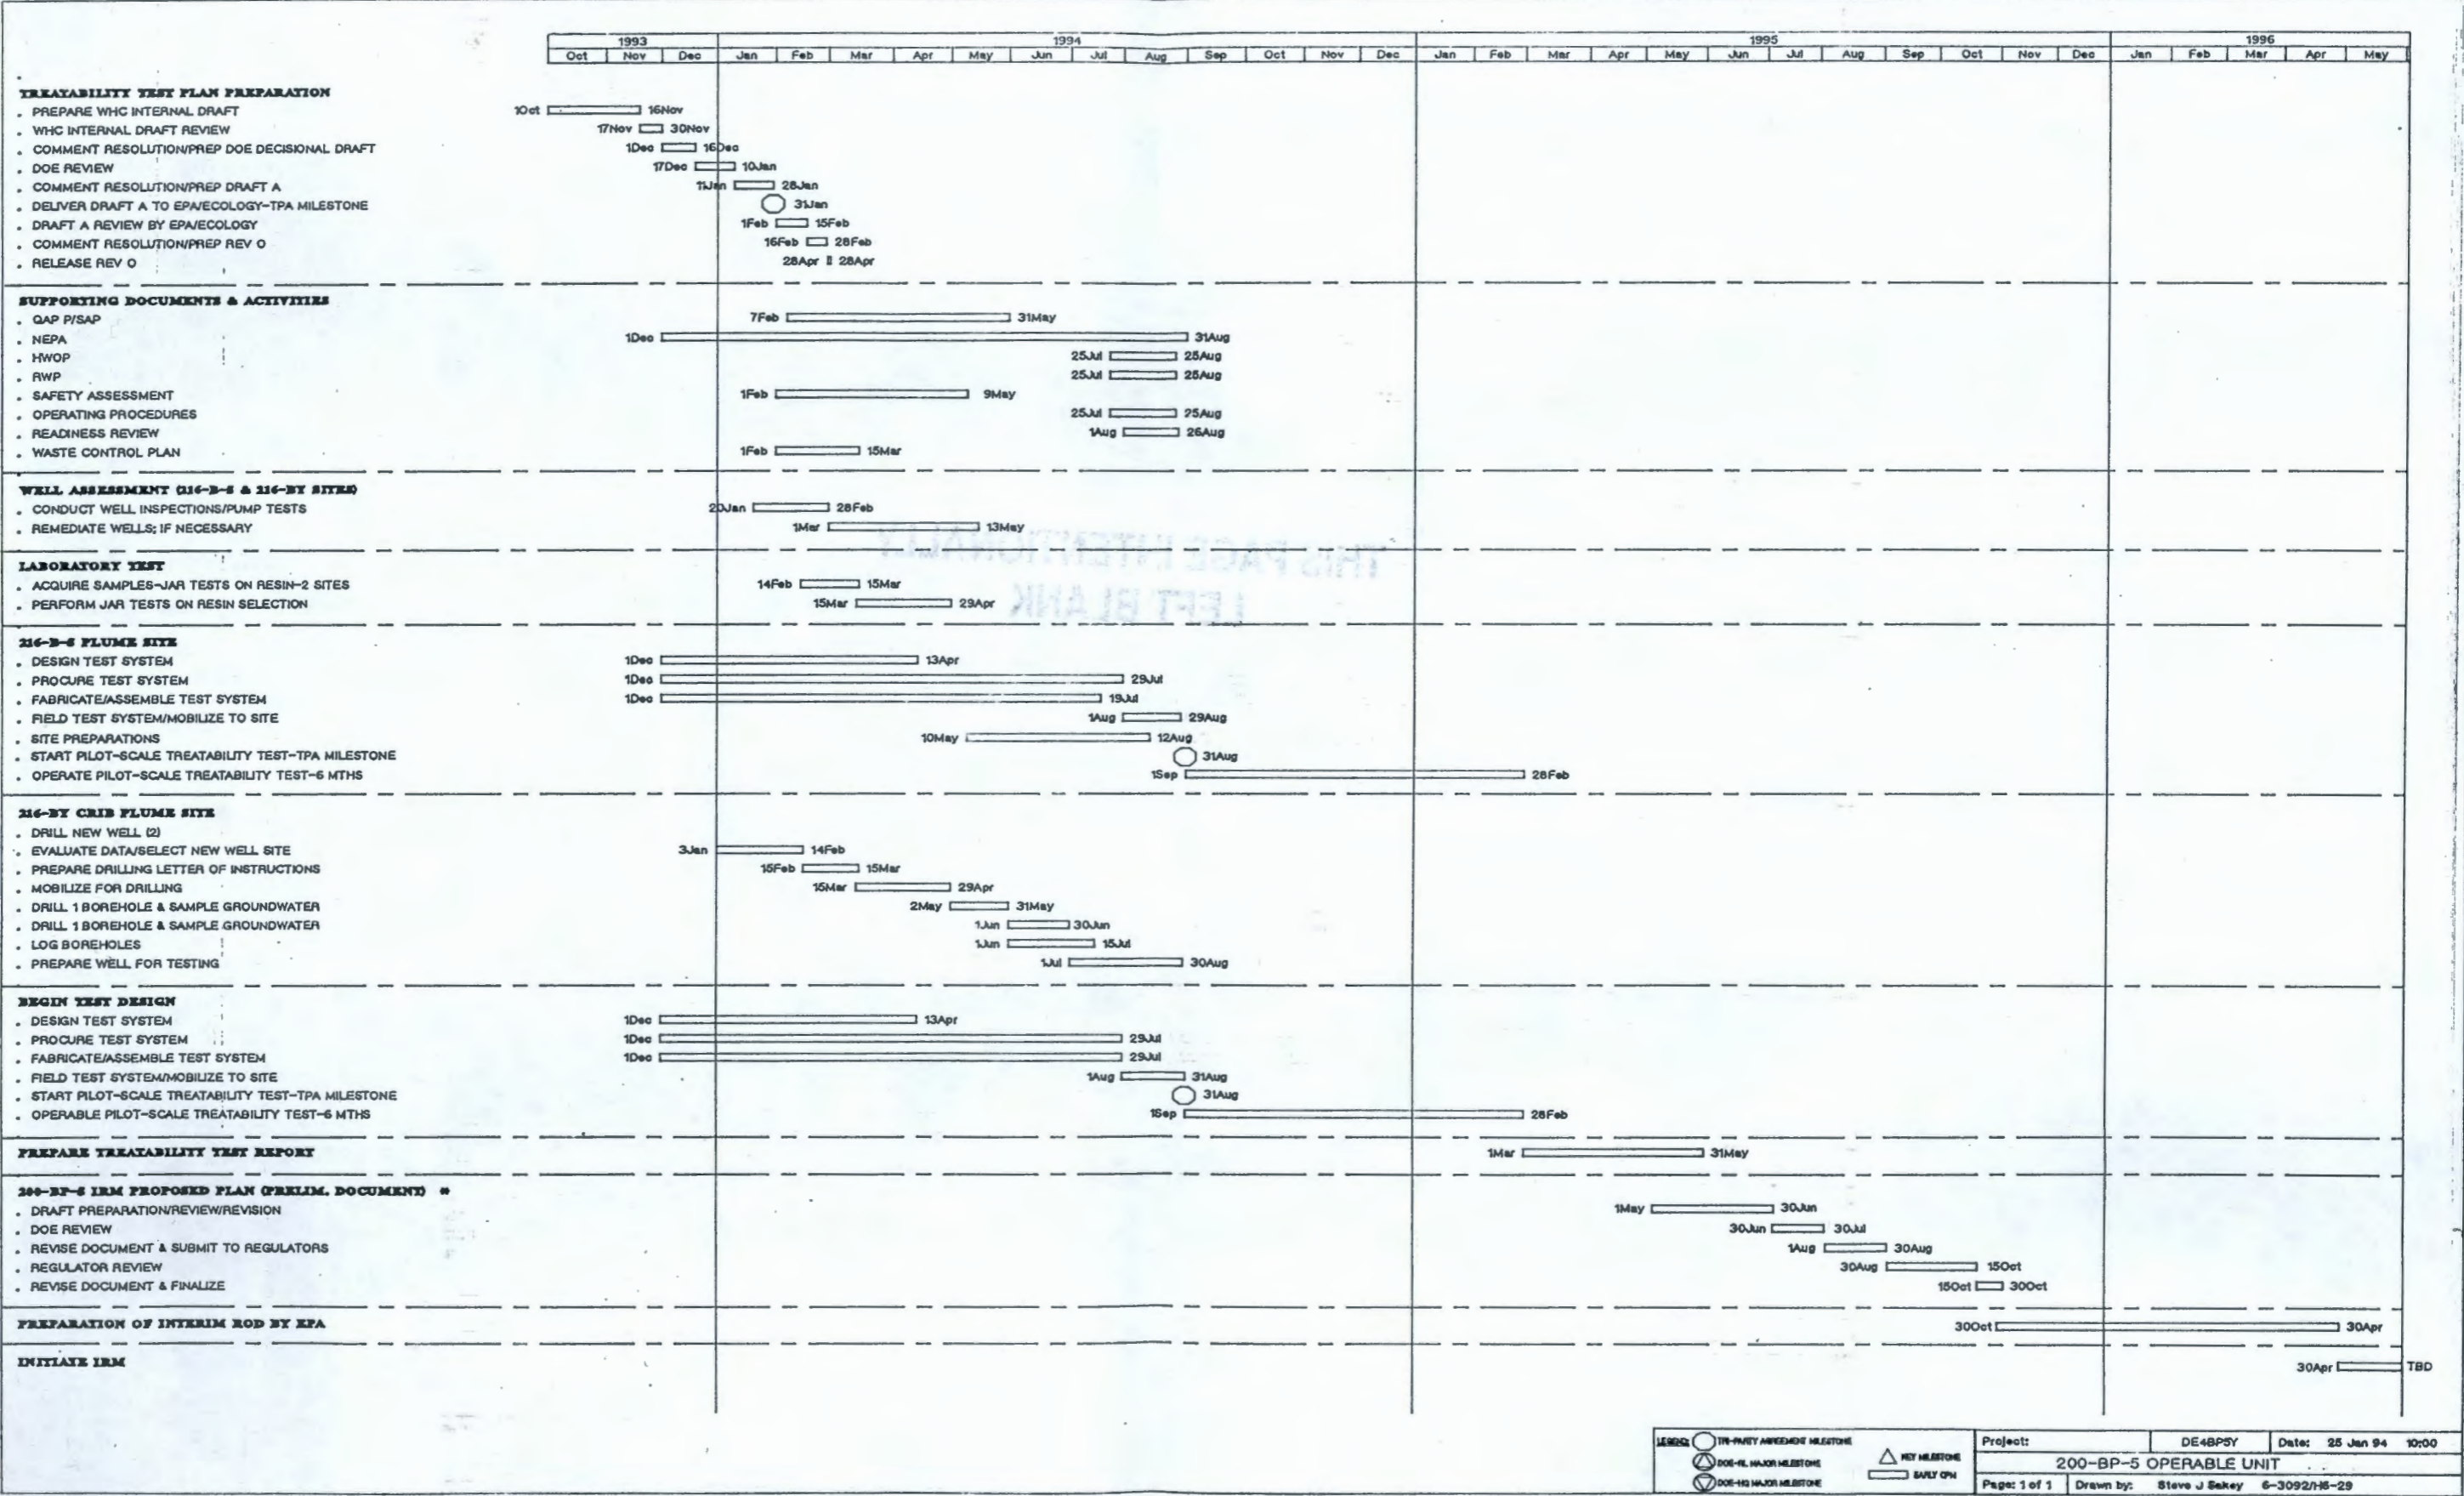 1993 1994 1995 1996
Oct Nov Dec Jan Feb Mar Apr May Jun Jul Aug Sep Oct Nov Dec Jan Feb Mar Apr May Jun Jul Aug Sep Oct Nov Dec Jan Feb Mar Apr May
TREATABILITY TEST PLAN PREPARATION
. PREPARE WHC INTERNAL DRAFT 1Oct 16Nov
. WHC INTERNAL DRAFT REVIEW 17Nov 30Nov
. COMMENT RESOLUTION/PREP DOE DECISIONAL DRAFT 1Dec 16Dec
. DOE REVIEW 17Dec 10Jan
. COMMENT RESOLUTION/PREP DRAFT A 11Jan 28Jan
. DELIVER DRAFT A TO EPA/ECOLOGY-TPA MILESTONE 31Jan
. DRAFT A REVIEW BY EPA/ECOLOGY 1Feb 15Feb
. COMMENT RESOLUTION/PREP REV O 16Feb 28Feb
. RELEASE REV O 28Apr 28Apr
SUPPORTING DOCUMENTS & ACTIVITIES
. QAP P/SAP 7Feb 31May
. NEPA 1Dec 31Aug
. HWOP 25Jul 25Aug
. RWP 25Jul 25Aug
. SAFETY ASSESSMENT 1Feb 9May
. OPERATING PROCEDURES 25Jul 25Aug
. READINESS REVIEW 1Aug 26Aug
. WASTE CONTROL PLAN 1Feb 15Mar
WELL ASSESSMENT (216-B-5 & 216-BY SITES)
. CONDUCT WELL INSPECTIONS/PUMP TESTS 20Jan 28Feb
. REMEDIATE WELLS; IF NECESSARY 1Mar 13May
THIS PAGE INTENTIONALLY
LEFT BLANK
LABORATORY TEST
. ACQUIRE SAMPLES-JAR TESTS ON RESIN-2 SITES 14Feb 15Mar
. PERFORM JAR TESTS ON RESIN SELECTION 15Mar 29Apr
216-B-5 PLUME SITE
. DESIGN TEST SYSTEM 1Dec 13Apr
. PROCURE TEST SYSTEM 1Dec 29Jul
. FABRICATE/ASSEMBLE TEST SYSTEM 1Dec 19Jul
. FIELD TEST SYSTEM/MOBILIZE TO SITE 1Aug 29Aug
. SITE PREPARATIONS 10May 12Aug
. START PILOT-SCALE TREATABILITY TEST-TPA MILESTONE 31Aug
. OPERATE PILOT-SCALE TREATABILITY TEST-6 MTHS 1Sep 28Feb
216-BY CRIB PLUME SITE
. DRILL NEW WELL (2)
. EVALUATE DATA/SELECT NEW WELL SITE 3Jan 14Feb
. PREPARE DRILLING LETTER OF INSTRUCTIONS 15Feb 15Mar
. MOBILIZE FOR DRILLING 15Mar 29Apr
. DRILL 1 BOREHOLE & SAMPLE GROUNDWATER 2May 31May
. DRILL 1 BOREHOLE & SAMPLE GROUNDWATER 1Jun 30Jun
. LOG BOREHOLES 1Jun 15Jul
. PREPARE WELL FOR TESTING 1Jul 30Aug
BEGIN TEST DESIGN
. DESIGN TEST SYSTEM 1Dec 13Apr
. PROCURE TEST SYSTEM 1Dec 29Jul
. FABRICATE/ASSEMBLE TEST SYSTEM 1Dec 29Jul
. FIELD TEST SYSTEM/MOBILIZE TO SITE 1Aug 31Aug
. START PILOT-SCALE TREATABILITY TEST-TPA MILESTONE 31Aug
. OPERABLE PILOT-SCALE TREATABILITY TEST-6 MTHS 1Sep 28Feb
PREPARE TREATABILITY TEST REPORT 1Mar 31May
200-BP-5 IRM PROPOSED PLAN (PRELIM. DOCUMENT) *
. DRAFT PREPARATION/REVIEW/REVISION 1May 30Jun
. DOE REVIEW 30Jun 30Jul
. REVISE DOCUMENT & SUBMIT TO REGULATORS 1Aug 30Aug
. REGULATOR REVIEW 30Aug 15Oct
. REVISE DOCUMENT & FINALIZE 15Oct 30Oct
PREPARATION OF INTERIM ROD BY EPA 30Oct 30Apr
INITIATE IRM 30Apr TBD
LEGEND: TRI-PARTY AGREEMENT MILESTONE
DOE-RL MAJOR MILESTONE
DOE-HQ MAJOR MILESTONE
KEY MILESTONE
EARLY CPM
Project: DE4BP5Y Date: 25 Jan 94 10:00
200-BP-5 OPERABLE UNIT
Page: 1 of 1 Drawn by: Steve J Sakey 6-3092/H6-29